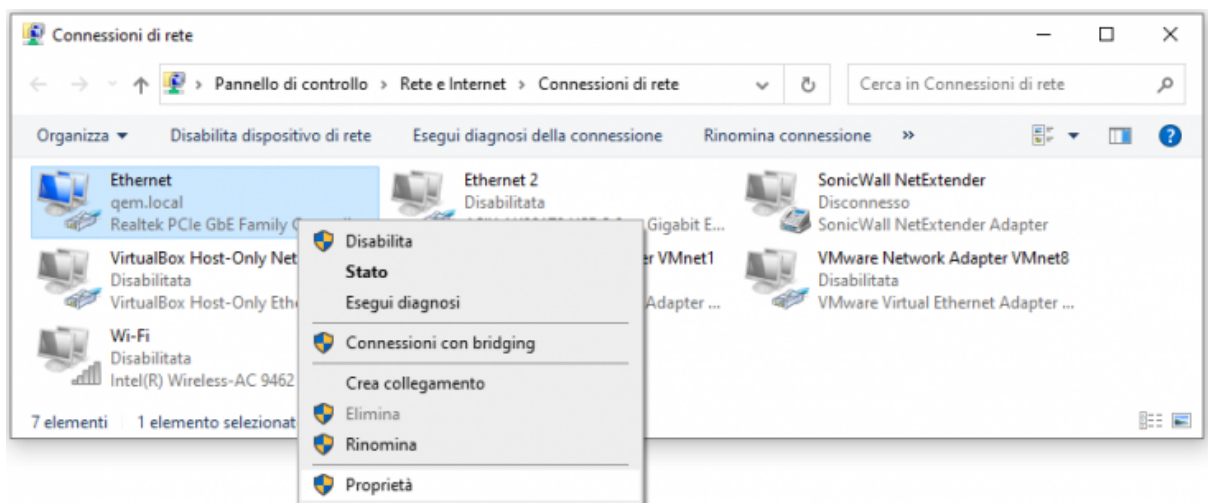 Connessioni di rete
Pannello di controllo > Rete e Internet > Connessioni di rete
Cerca in Connessioni di rete
Organizza Disabilita dispositivo di rete Esegui diagnosi della connessione Rinomina connessione »
Ethernet
qem.local
Realtek PCIe GbE Family
Ethernet 2
Disabilitata
Gigabit E...
SonicWall NetExtender
Disconnesso
SonicWall NetExtender Adapter
VirtualBox Host-Only Net
Disabilitata
VirtualBox Host-Only Eth
er VMnet1
Adapter ...
VMware Network Adapter VMnet8
Disabilitata
VMware Virtual Ethernet Adapter ...
Wi-Fi
Disabilitata
Intel(R) Wireless-AC 9462
Disabilita
Stato
Esegui diagnosi
Connessioni con bridging
Crea collegamento
Elimina
Rinomina
Proprietà
7 elementi 1 elemento selezionat